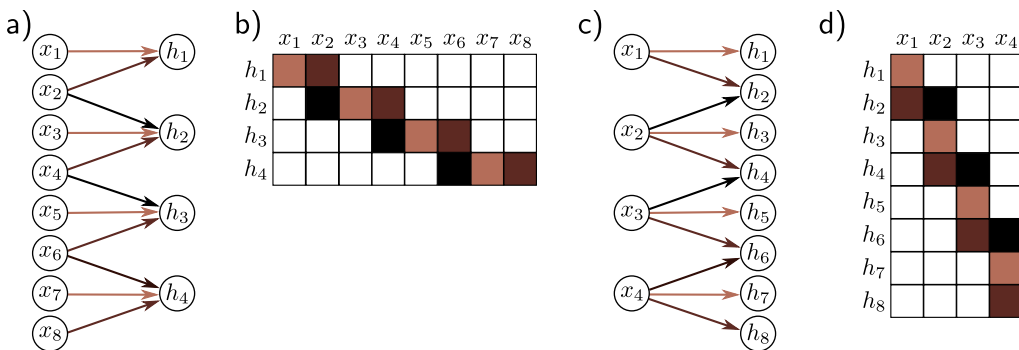 a)
x1
x2
x3
x4
x5
x6
x7
x8
h1
h2
h3
h4
b)
x1 x2 x3 x4 x5 x6 x7 x8
h1
h2
h3
h4
c)
x1
x2
x3
x4
h1
h2
h3
h4
h5
h6
h7
h8
d)
x1 x2 x3 x4
h1
h2
h3
h4
h5
h6
h7
h8